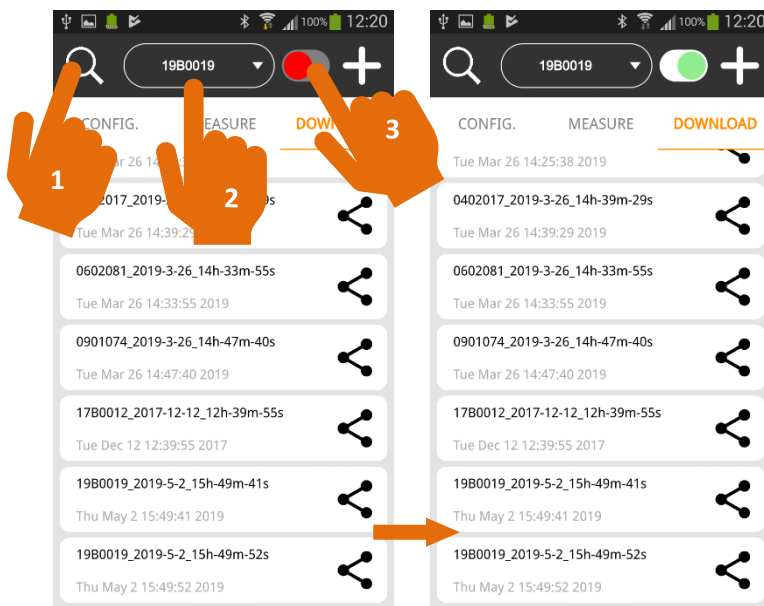 100% 12:20
19B0019
CONFIG.
1
2
3
2017_2019-
Tue Mar 26 14:39:29
0602081_2019-3-26_14h-33m-55s
Tue Mar 26 14:33:55 2019
0901074_2019-3-26_14h-47m-40s
Tue Mar 26 14:47:40 2019
17B0012_2017-12-12_12h-39m-55s
Tue Dec 12 12:39:55 2017
19B0019_2019-5-2_15h-49m-41s
Thu May 2 15:49:41 2019
19B0019_2019-5-2_15h-49m-52s
Thu May 2 15:49:52 2019
100% 12:20
19B0019
CONFIG. MEASURE DOWNLOAD
Tue Mar 26 14:25:38 2019
0402017_2019-3-26_14h-39m-29s
Tue Mar 26 14:39:29 2019
0602081_2019-3-26_14h-33m-55s
Tue Mar 26 14:33:55 2019
0901074_2019-3-26_14h-47m-40s
Tue Mar 26 14:47:40 2019
17B0012_2017-12-12_12h-39m-55s
Tue Dec 12 12:39:55 2017
19B0019_2019-5-2_15h-49m-41s
Thu May 2 15:49:41 2019
19B0019_2019-5-2_15h-49m-52s
Thu May 2 15:49:52 2019